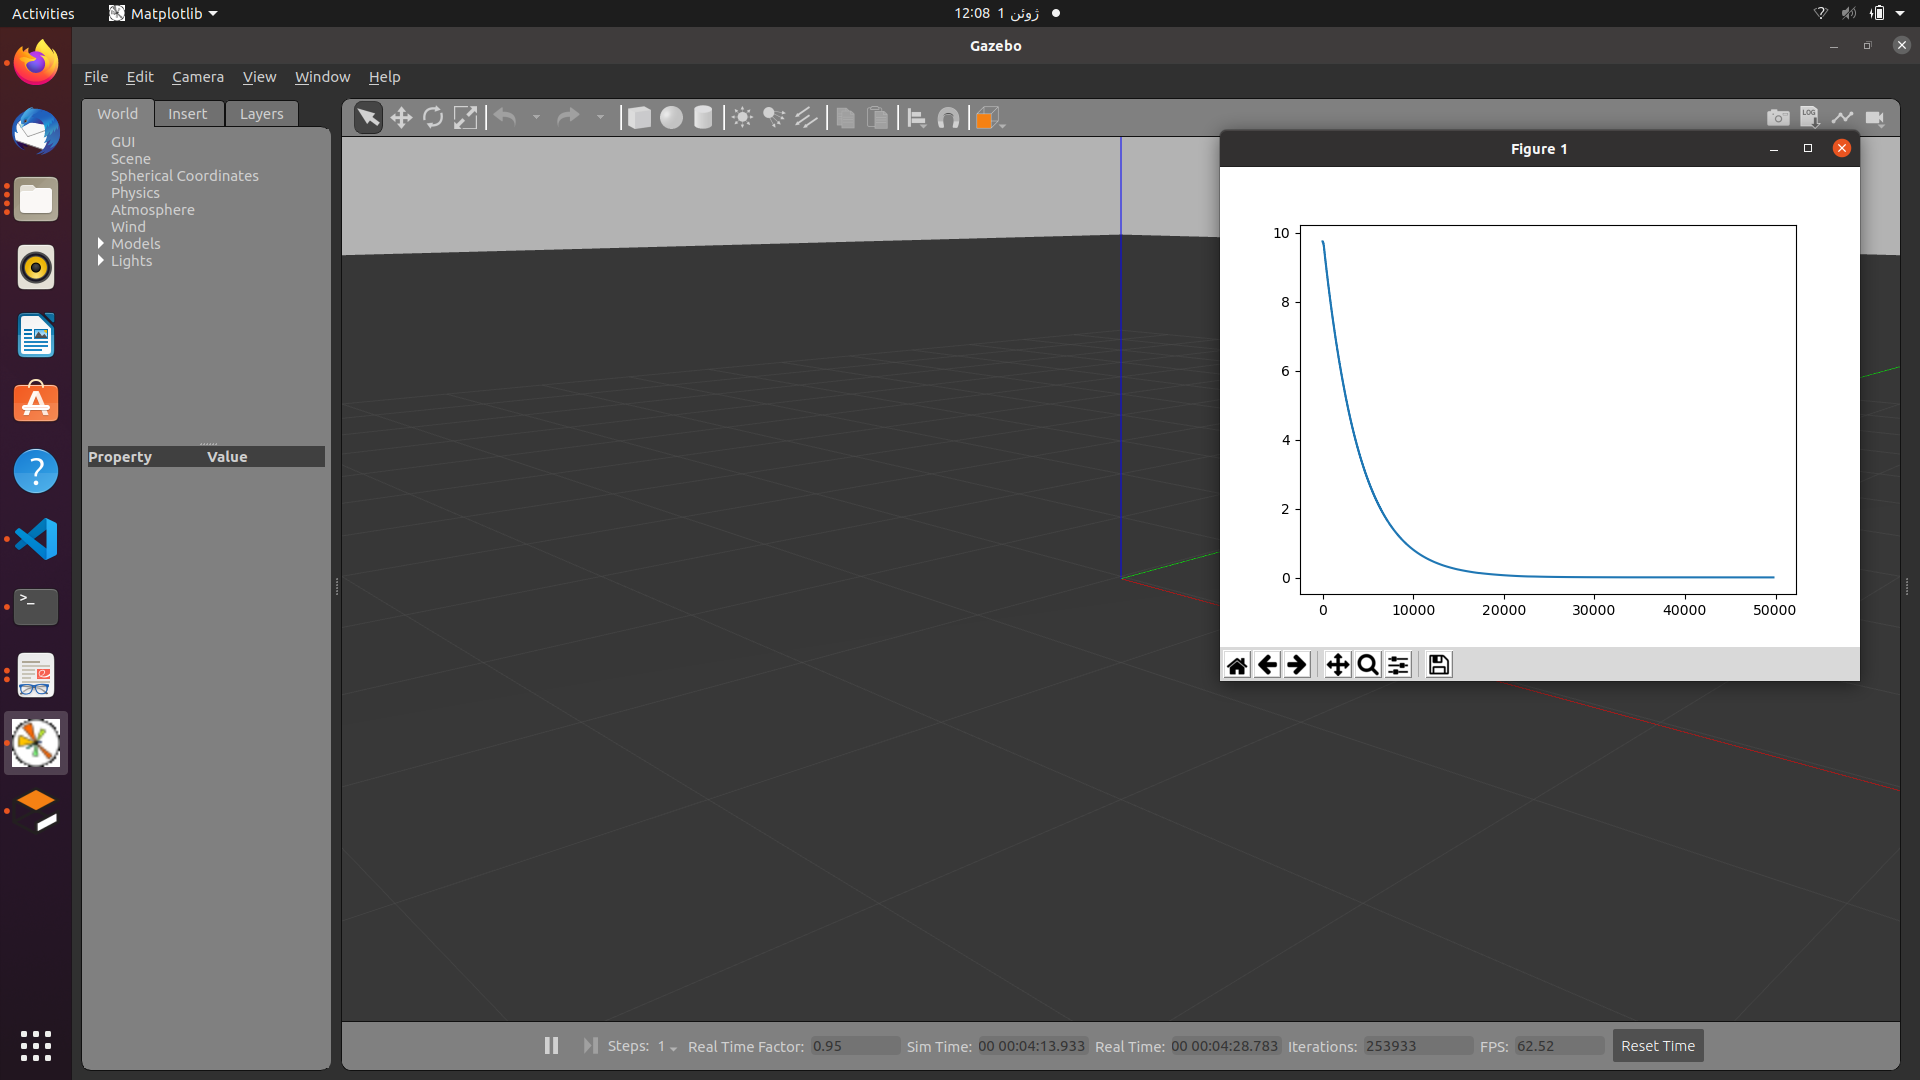 Activities
Matplotlib
12:08 1 ژوئن
Gazebo
File Edit Camera View Window Help
World Insert Layers
GUI
Scene
Spherical Coordinates
Physics
Atmosphere
Wind
Models
Lights
Property Value
LOG
Figure 1
10
8
6
4
2
0
0 10000 20000 30000 40000 50000
Steps: 1 Real Time Factor: 0.95 Sim Time: 00 00:04:13.933 Real Time: 00 00:04:28.783 Iterations: 253933 FPS: 62.52 Reset Time